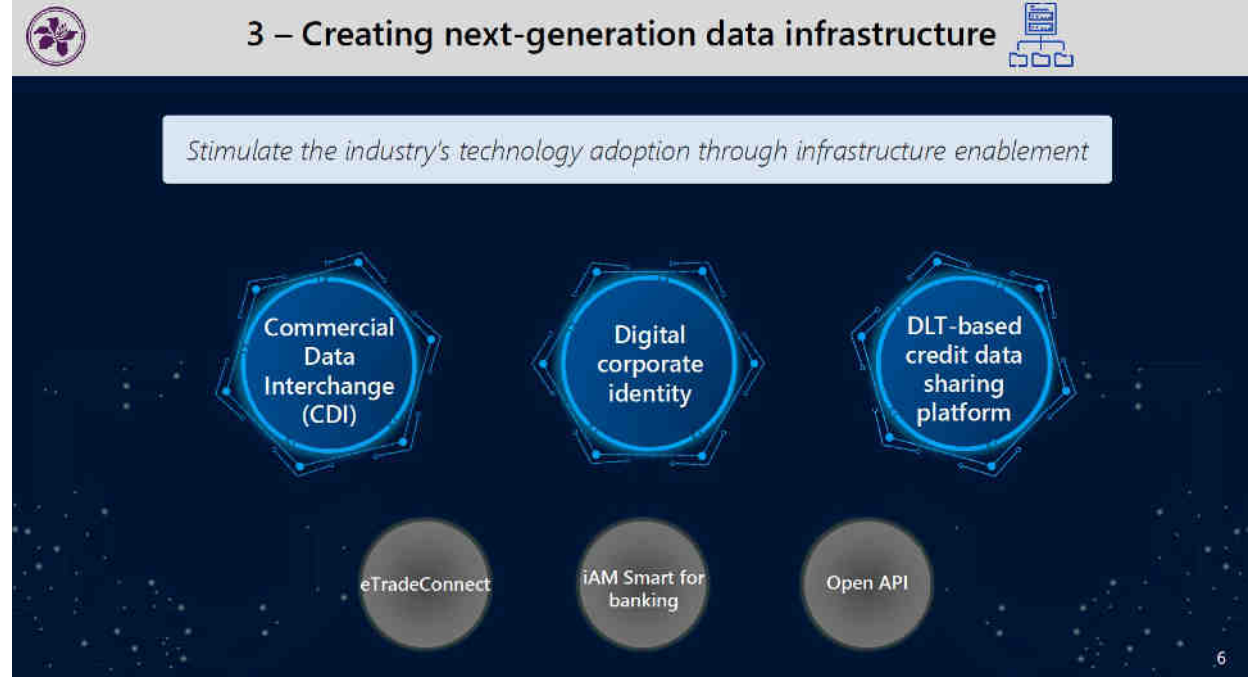 3 – Creating next-generation data infrastructure
Stimulate the industry's technology adoption through infrastructure enablement
Commercial
Data
Interchange
(CDI)
Digital
corporate
identity
DLT-based
credit data
sharing
platform
eTradeConnect
iAM Smart for
banking
Open API
6